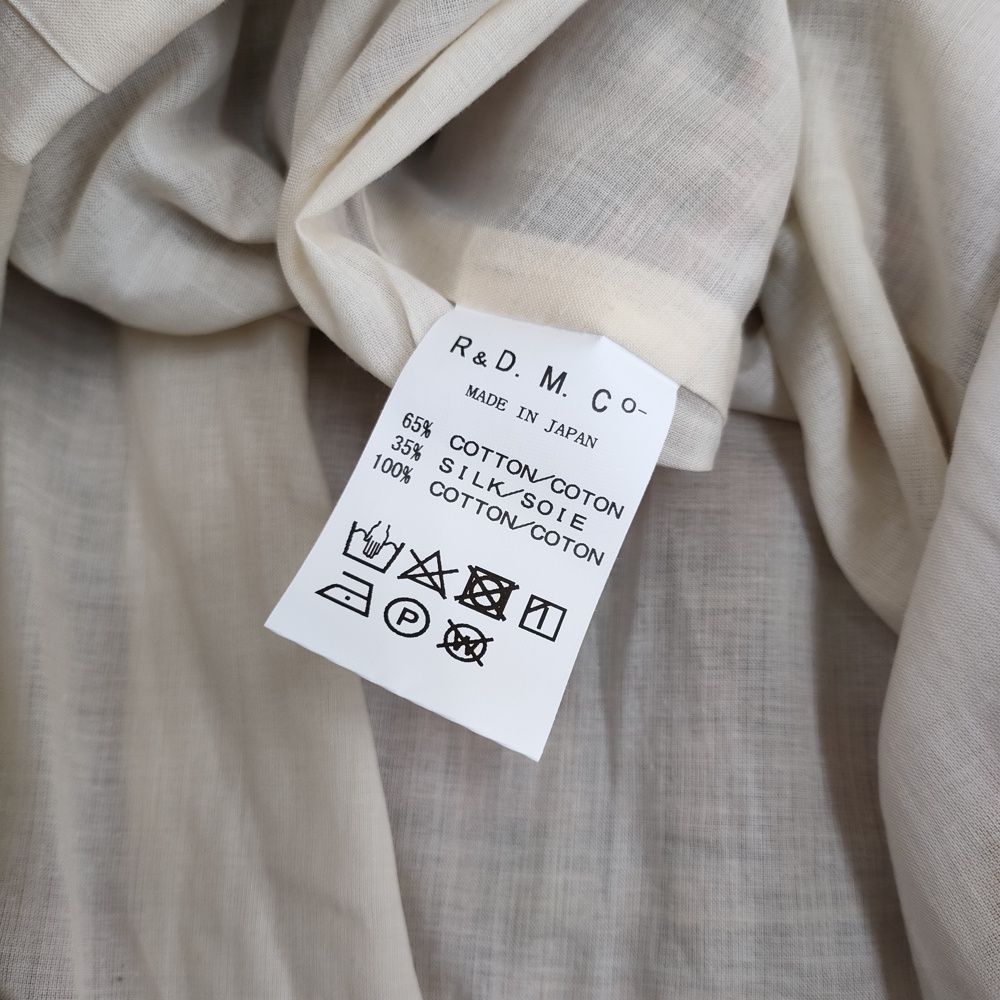 R&D. M. Co-
MADE IN JAPAN
65% COTTON/COTON
35% SILK/SOIE
100% COTTON/COTON
P
W